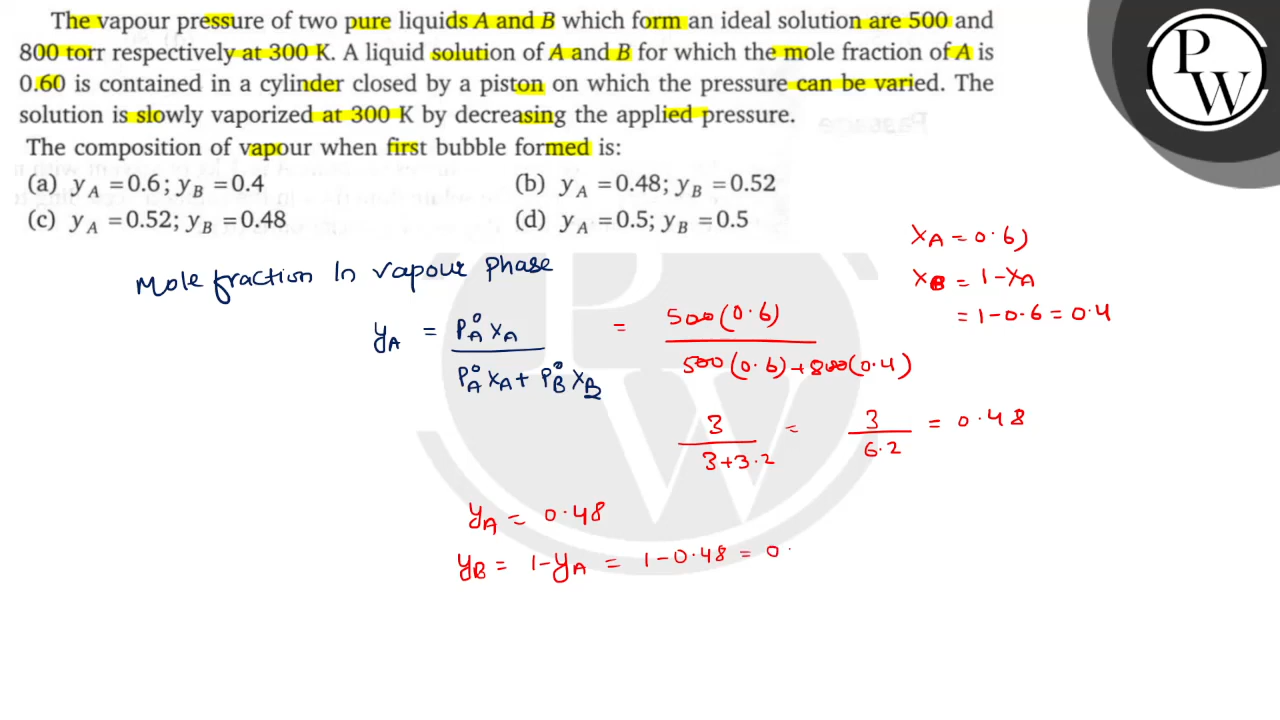 The vapour pressure of two pure liquids A and B which form an ideal solution are 500 and
800 torr respectively at 300 K. A liquid solution of A and B for which the mole fraction of A is
0.60 is contained in a cylinder closed by a piston on which the pressure can be varied. The
solution is slowly vaporized at 300 K by decreasing the applied pressure.
The composition of vapour when first bubble formed is:
(a) y_A = 0.6; y_B = 0.4
(b) y_A = 0.48; y_B = 0.52
(c) y_A = 0.52; y_B = 0.48
(d) y_A = 0.5; y_B = 0.5
P
W
x_A = 0.6)
x_B = 1 - x_A
= 1 - 0.6 = 0.4
Mole fraction In vapour phase
y_A = P_A^0 x_A / P_A^0 x_A + P_B^0 x_B = 500(0.6) / 500(0.6) + 800(0.4)
3 / 3+3.2 = 3 / 6.2 = 0.48
y_A = 0.48
y_B = 1 - y_A = 1 - 0.48 = 0.